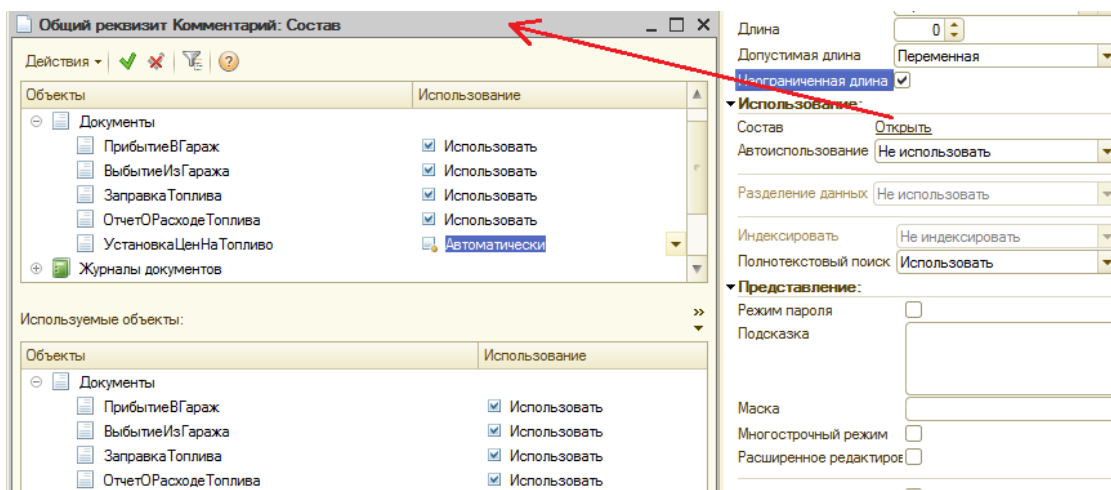 Общий реквизит Комментарий: Состав
Действия
Объекты Использование
Документы
ПрибытиеВГараж Использовать
ВыбытиеИзГаража Использовать
ЗаправкаТоплива Использовать
ОтчетОРасходеТоплива Использовать
УстановкаЦенНаТопливо Автоматически
Журналы документов
Используемые объекты:
Объекты Использование
Документы
ПрибытиеВГараж Использовать
ВыбытиеИзГаража Использовать
ЗаправкаТоплива Использовать
ОтчетОРасходеТоплива Использовать
Длина 0
Допустимая длина Переменная
Неограниченная длина
Использование:
Состав Открыть
Автоиспользование Не использовать
Разделение данных Не использовать
Индексировать Не индексировать
Полнотекстовый поиск Использовать
Представление:
Режим пароля
Подсказка
Маска
Многострочный режим
Расширенное редактиров